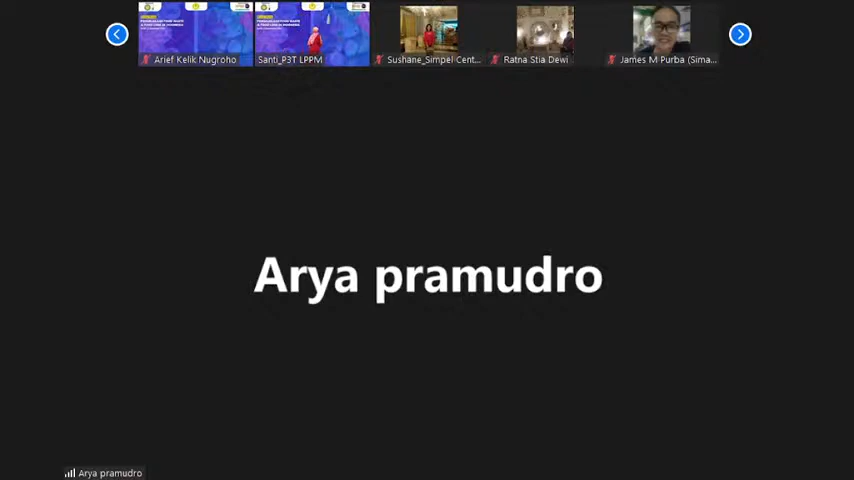 Arief Kelik Nugroho
Santi_P3T LPPM
Sushane_Simpel Cent...
Ratna Stia Dewi
James M Purba (Sima...
Arya pramudro
Arya pramudro